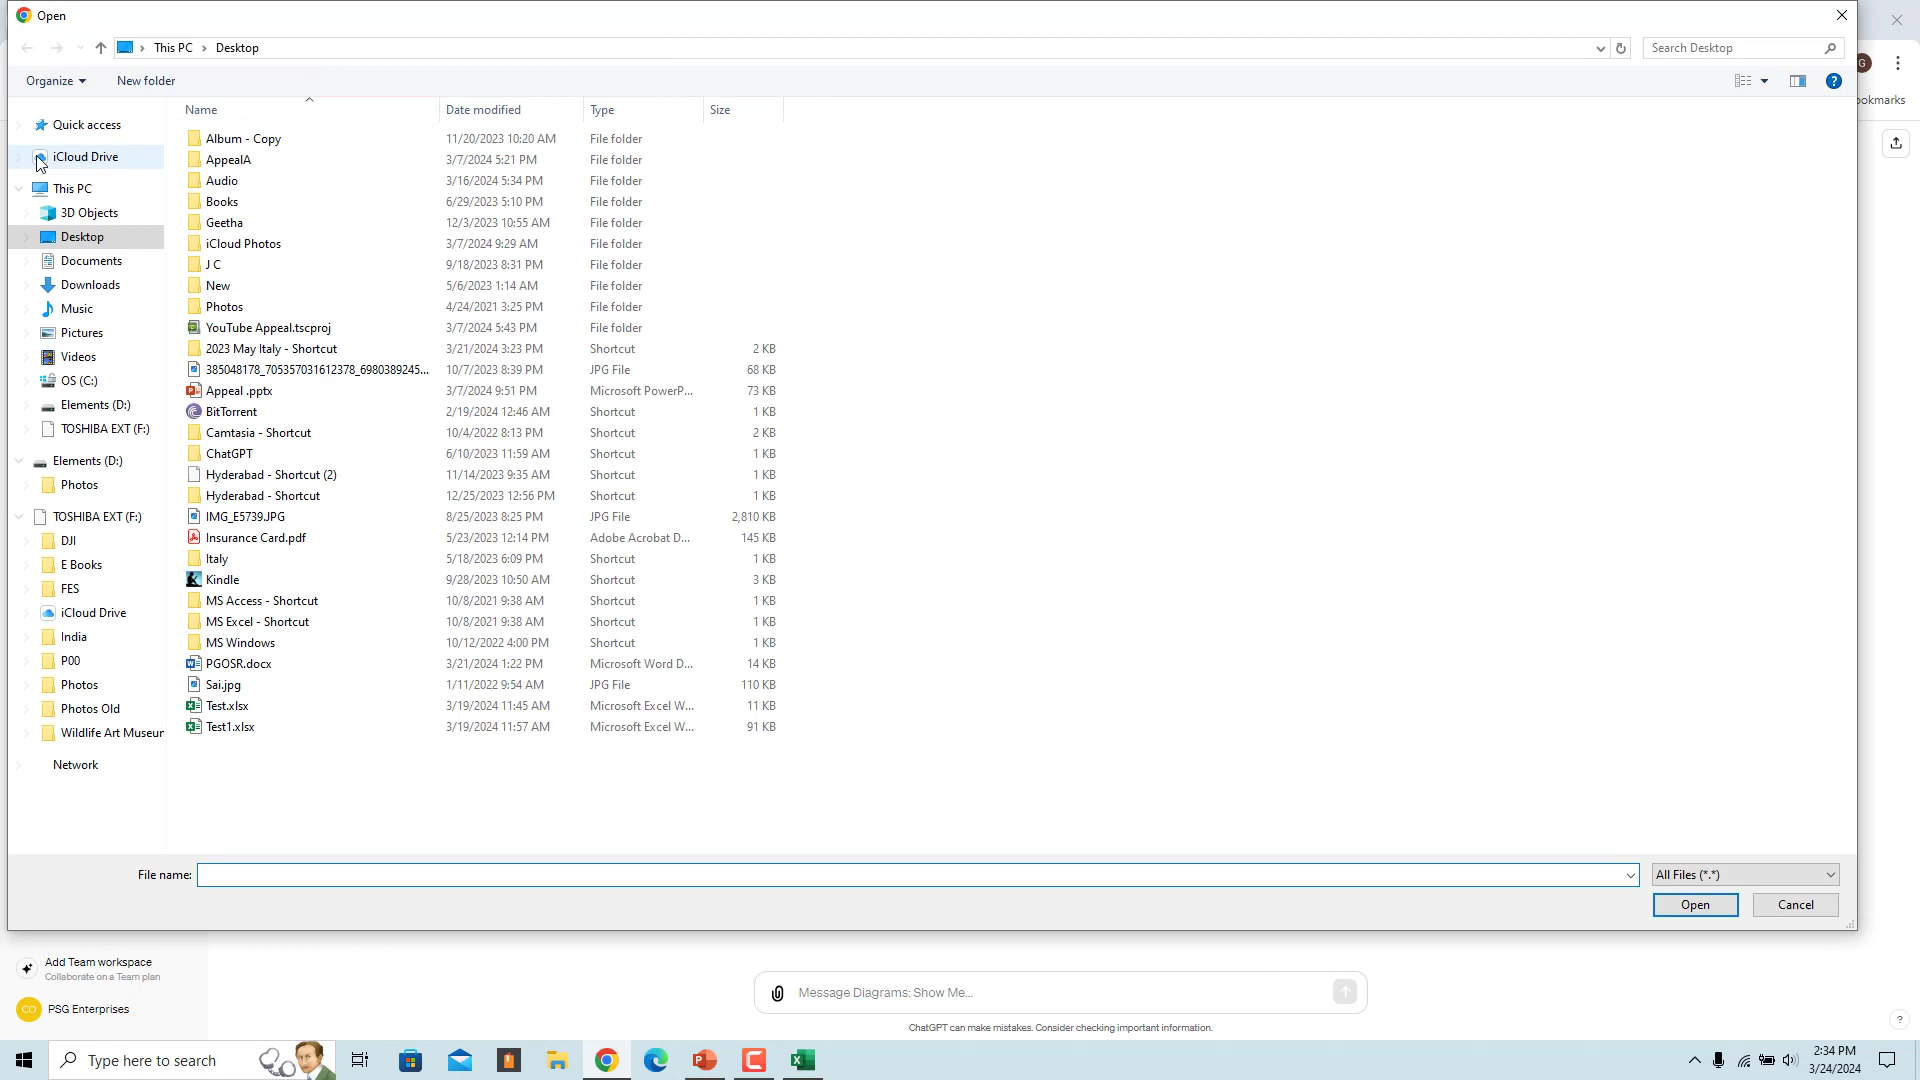 Open
This PC > Desktop
Search Desktop
G
Organize
New folder
?
ookmarks
Name
Date modified
Type
Size
Quick access
iCloud Drive
This PC
3D Objects
Desktop
Documents
Downloads
Music
Pictures
Videos
OS (C:)
Elements (D:)
TOSHIBA EXT (F:)
Elements (D:)
Photos
TOSHIBA EXT (F:)
DJI
E Books
FES
iCloud Drive
India
P00
Photos
Photos Old
Wildlife Art Museur
Network
Album - Copy 11/20/2023 10:20 AM File folder
AppealA 3/7/2024 5:21 PM File folder
Audio 3/16/2024 5:34 PM File folder
Books 6/29/2023 5:10 PM File folder
Geetha 12/3/2023 10:55 AM File folder
iCloud Photos 3/7/2024 9:29 AM File folder
J C 9/18/2023 8:31 PM File folder
New 5/6/2023 1:14 AM File folder
Photos 4/24/2021 3:25 PM File folder
YouTube Appeal.tscproj 3/7/2024 5:43 PM File folder
2023 May Italy - Shortcut 3/21/2024 3:23 PM Shortcut 2 KB
385048178_705357031612378_6980389245... 10/7/2023 8:39 PM JPG File 68 KB
Appeal .pptx 3/7/2024 9:51 PM Microsoft PowerP... 73 KB
BitTorrent 2/19/2024 12:46 AM Shortcut 1 KB
Camtasia - Shortcut 10/4/2022 8:13 PM Shortcut 2 KB
ChatGPT 6/10/2023 11:59 AM Shortcut 1 KB
Hyderabad - Shortcut (2) 11/14/2023 9:35 AM Shortcut 1 KB
Hyderabad - Shortcut 12/25/2023 12:56 PM Shortcut 1 KB
IMG_E5739.JPG 8/25/2023 8:25 PM JPG File 2,810 KB
Insurance Card.pdf 5/23/2023 12:14 PM Adobe Acrobat D... 145 KB
Italy 5/18/2023 6:09 PM Shortcut 1 KB
Kindle 9/28/2023 10:50 AM Shortcut 3 KB
MS Access - Shortcut 10/8/2021 9:38 AM Shortcut 1 KB
MS Excel - Shortcut 10/8/2021 9:38 AM Shortcut 1 KB
MS Windows 10/12/2022 4:00 PM Shortcut 1 KB
PGOSR.docx 3/21/2024 1:22 PM Microsoft Word D... 14 KB
Sai.jpg 1/11/2022 9:54 AM JPG File 110 KB
Test.xlsx 3/19/2024 11:45 AM Microsoft Excel W... 11 KB
Test1.xlsx 3/19/2024 11:57 AM Microsoft Excel W... 91 KB
File name:
All Files (*.*)
Open
Cancel
Add Team workspace
Collaborate on a Team plan
CO PSG Enterprises
Message Diagrams: Show Me...
ChatGPT can make mistakes. Consider checking important information.
?
Type here to search
2:34 PM
3/24/2024